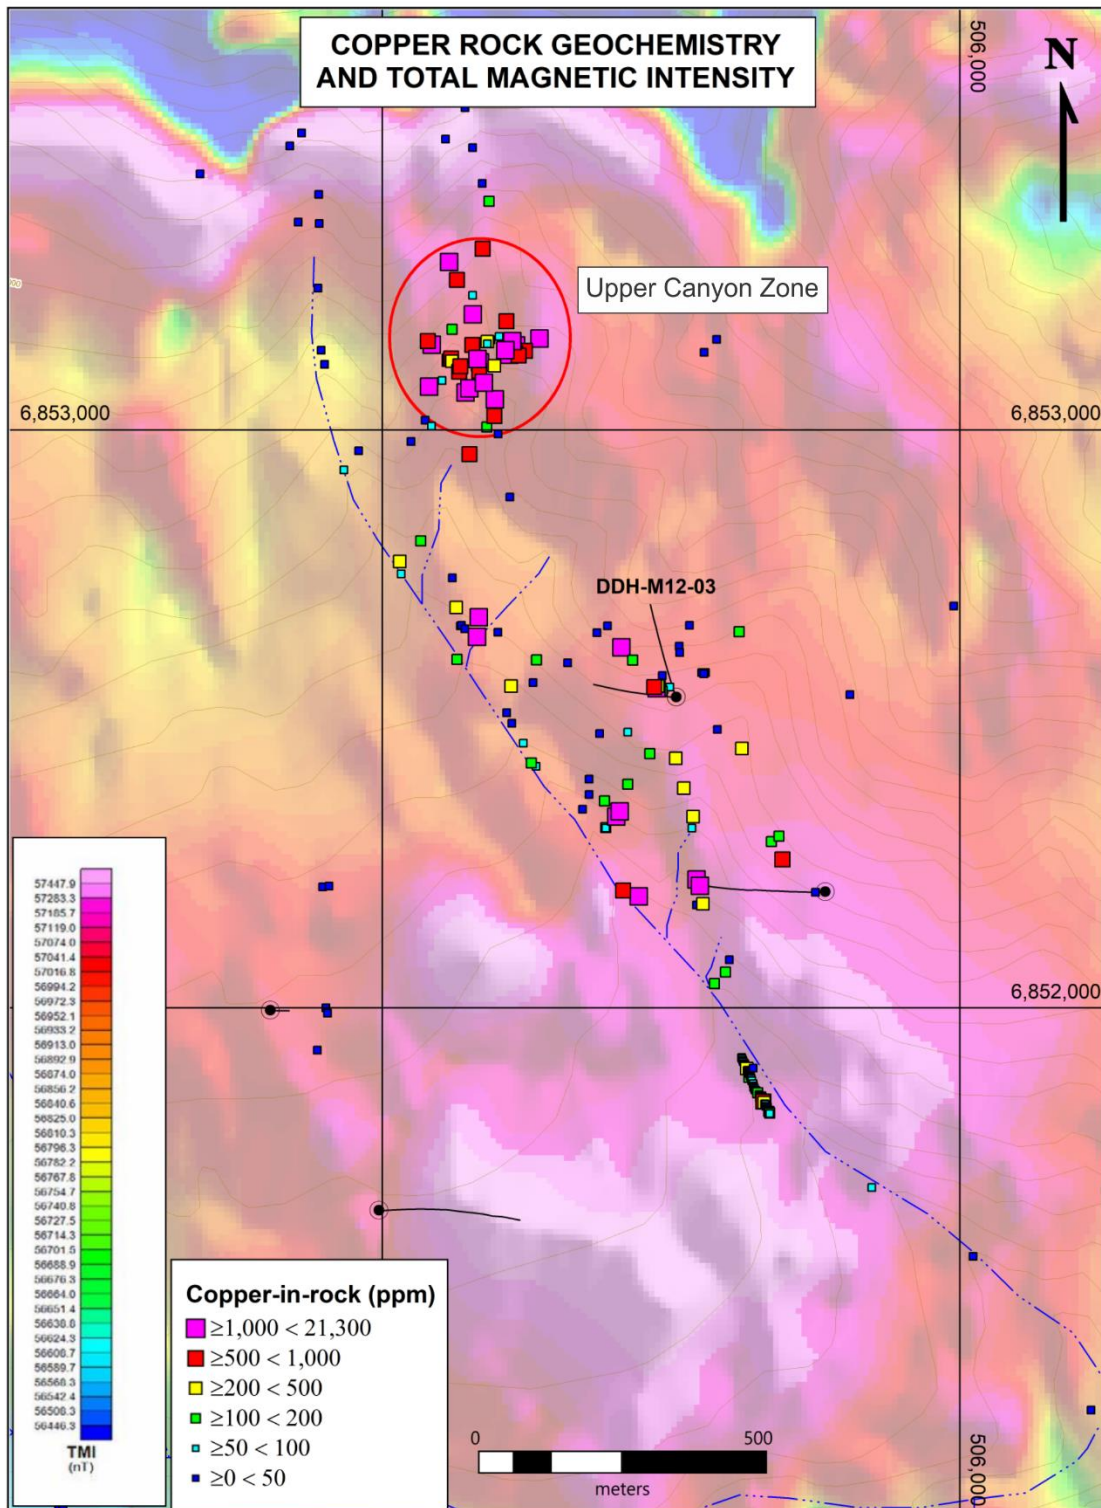 COPPER ROCK GEOCHEMISTRY
AND TOTAL MAGNETIC INTENSITY
506,000
N
Upper Canyon Zone
6,853,000
6,853,000
DDH-M12-03
6,852,000
57447.9
57283.3
57185.7
57119.0
57074.0
57041.4
57016.8
56994.2
56972.3
56952.1
56933.2
56913.0
56892.9
56874.0
56856.2
56840.6
56825.0
56810.3
56796.3
56782.2
56767.8
56754.7
56740.8
56727.5
56714.3
56701.5
56688.9
56676.3
56664.0
56651.4
56638.8
56624.3
56608.7
56589.7
56568.3
56542.4
56508.3
56446.3
TMI
(nT)
Copper-in-rock (ppm)
≥1,000 < 21,300
≥500 < 1,000
≥200 < 500
≥100 < 200
≥50 < 100
≥0 < 50
0 500
meters
506,000